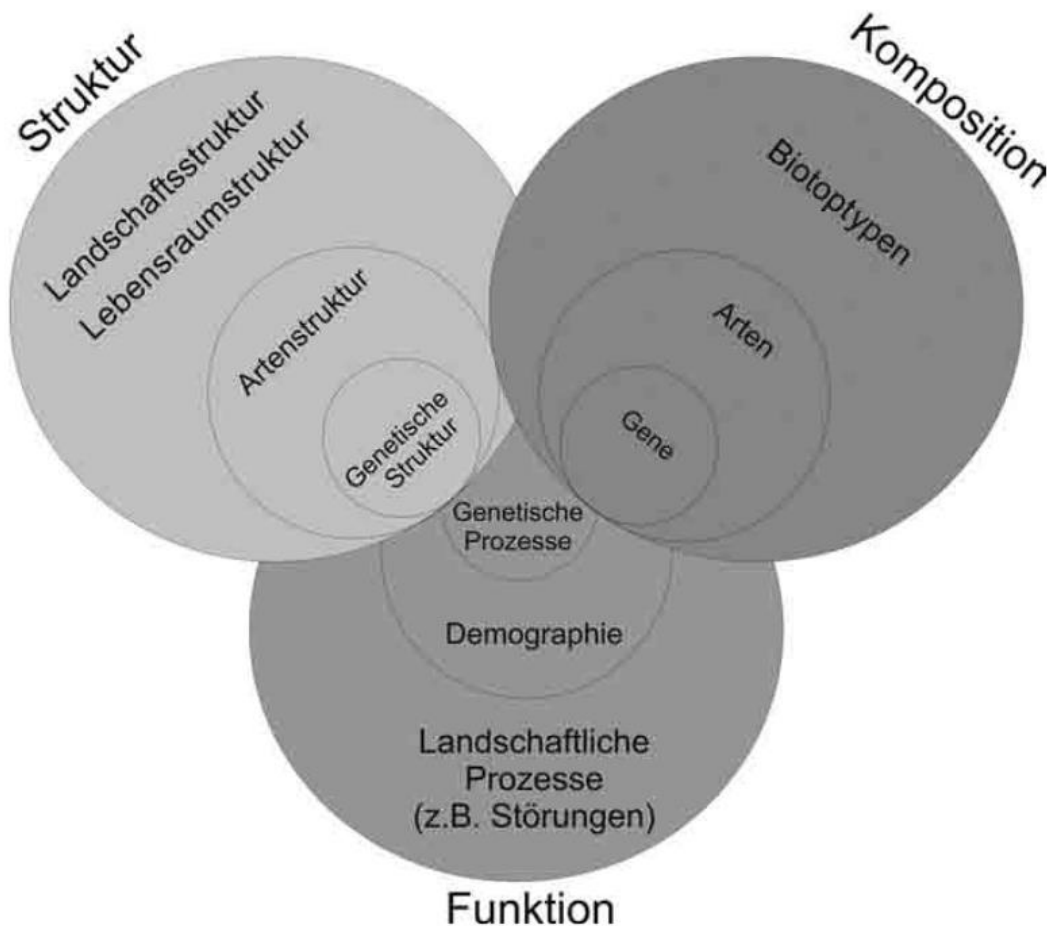 Struktur
Landschaftsstruktur
Lebensraumstruktur
Artenstruktur
Genetische
Struktur
Komposition
Biotoptypen
Arten
Gene
Genetische
Prozesse
Demographie
Landschaftliche
Prozesse
(z.B. Störungen)
Funktion